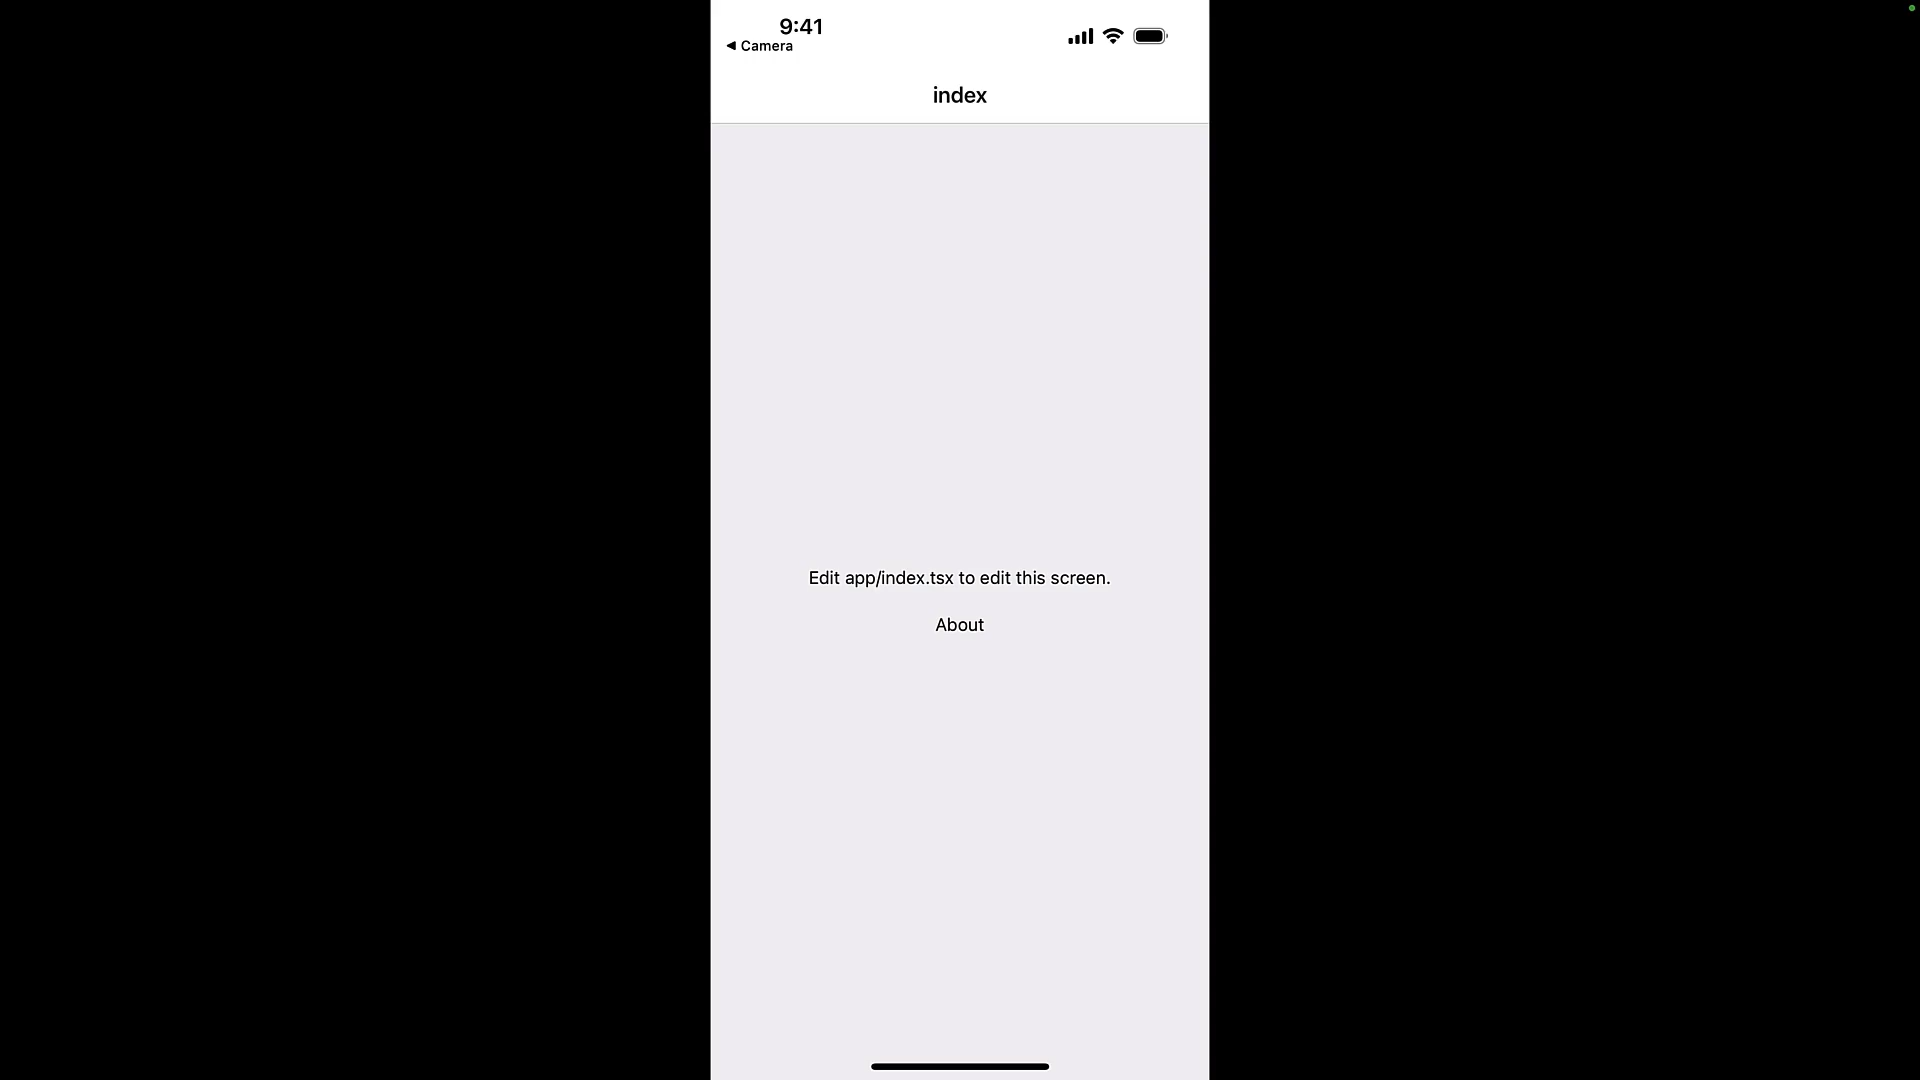 9:41
◀ Camera
index
Edit app/index.tsx to edit this screen.
About